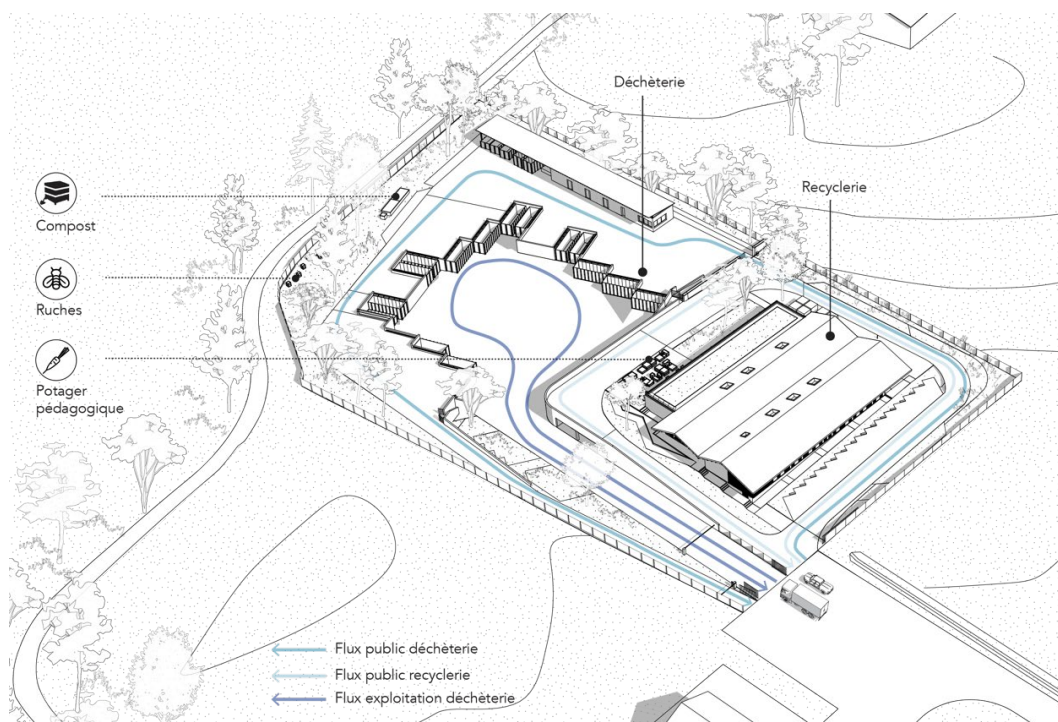 Déchèterie
Recyclerie
Compost
Ruches
Potager
pédagogique
Flux public déchèterie
Flux public recyclerie
Flux exploitation déchèterie